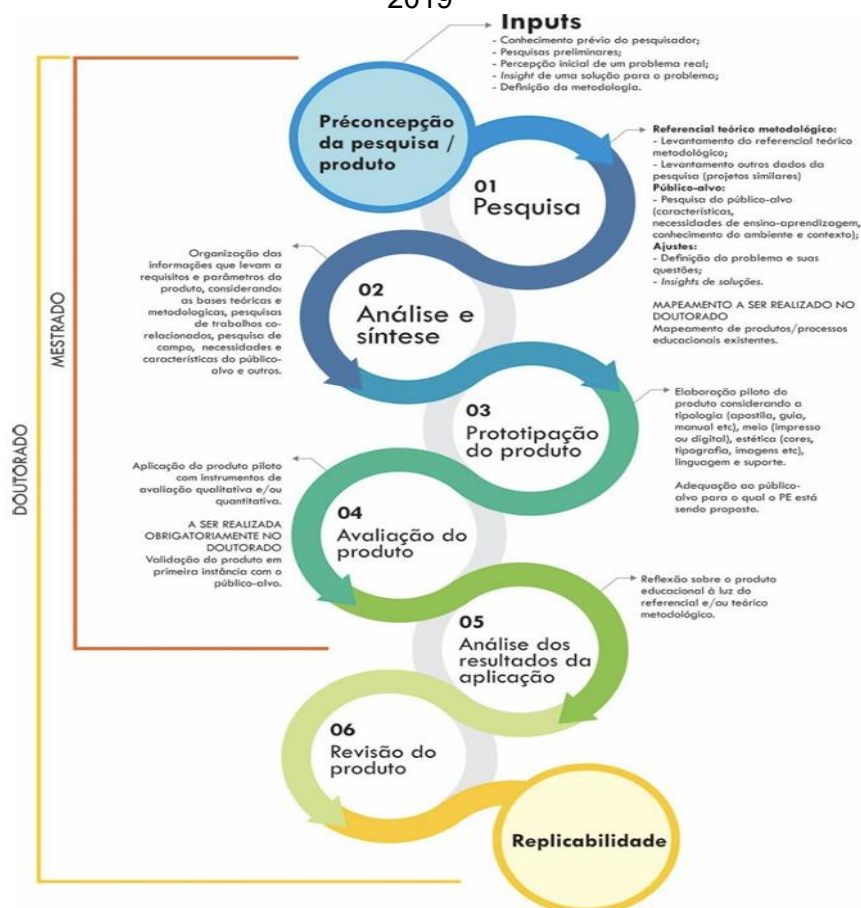 2019
Inputs
- Conhecimento prévio do pesquisador;
- Pesquisas preliminares;
- Percepção inicial de um problema real;
- Insight de uma solução para o problema;
- Definição da metodologia.
Préconcepção
da pesquisa /
produto
01
Pesquisa
Referencial teórico metodológico:
- Levantamento do referencial teórico
metodológico;
- Levantamento outros dados da
pesquisa (projetos similares)
Público-alvo:
- Pesquisa do público-alvo
(características,
necessidades de ensino-aprendizagem,
conhecimento do ambiente e contexto);
Ajustes:
- Definição do problema e suas
questões;
- Insights de soluções.
MAPEAMENTO A SER REALIZADO NO
DOUTORADO
Mapeamento de produtos/processos
educacionais existentes.
Organização das
informações que levam a
requisitos e parâmetros do
produto, considerando:
as bases teóricas e
metodologicas, pesquisas
de trabalhos co-
relacionados, pesquisa de
campo, necessidades e
características do público-
alvo e outros.
02
Análise e
síntese
MESTRADO
DOUTORADO
03
Prototipação
do produto
Elaboração piloto do
produto considerando a
tipologia (apostila, guia,
manual etc), meio (impresso
ou digital), estética (cores,
tipografia, imagens etc),
linguagem e suporte.
Adequação ao público-
alvo para o qual o PE está
sendo proposto.
Aplicação do produto piloto
com instrumentos de
avaliação qualitativa e/ou
quantitativa.
A SER REALIZADA
OBRIGATORIAMENTE NO
DOUTORADO
Validação do produto em
primeira instância com o
público-alvo.
04
Avaliação do
produto
05
Análise dos
resultados da
aplicação
Reflexão sobre o produto
educacional à luz do
referencial e/ou teórico
metodológico.
06
Revisão do
produto
Replicabilidade